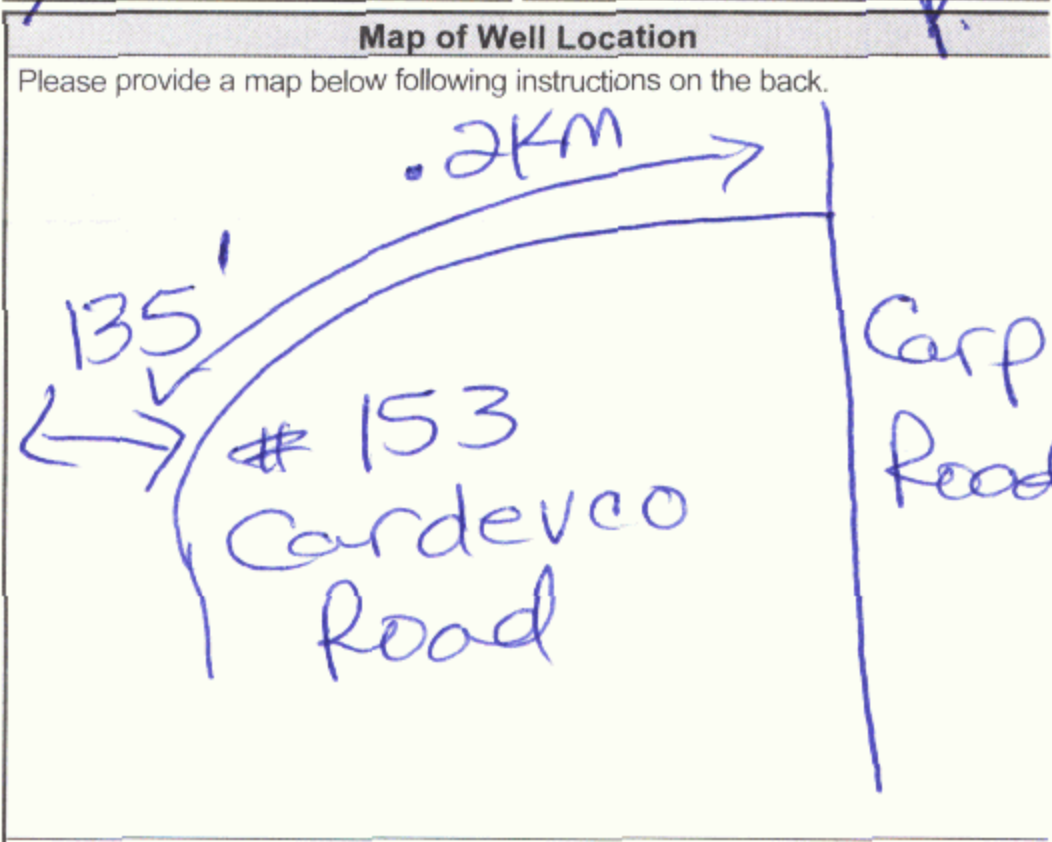 Map of Well Location
Please provide a map below following instructions on the back.
.2KM
135'
# 153
Cardevco
Road
Carp
Road